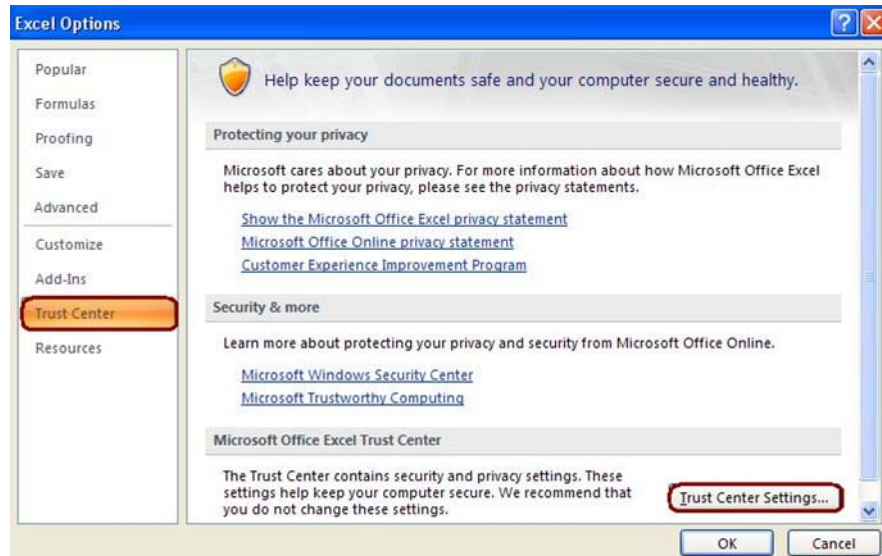 Excel Options
?
Popular
Formulas
Proofing
Save
Advanced
Customize
Add-Ins
Trust Center
Resources
Help keep your documents safe and your computer secure and healthy.
Protecting your privacy
Microsoft cares about your privacy. For more information about how Microsoft Office Excel
helps to protect your privacy, please see the privacy statements.
Show the Microsoft Office Excel privacy statement
Microsoft Office Online privacy statement
Customer Experience Improvement Program
Security & more
Learn more about protecting your privacy and security from Microsoft Office Online.
Microsoft Windows Security Center
Microsoft Trustworthy Computing
Microsoft Office Excel Trust Center
The Trust Center contains security and privacy settings. These
settings help keep your computer secure. We recommend that
you do not change these settings.
Trust Center Settings...
OK
Cancel